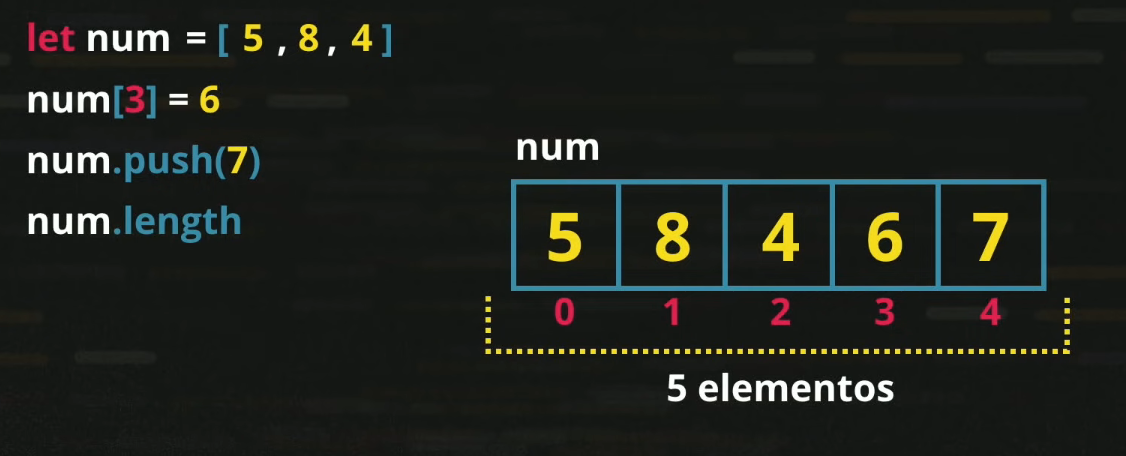 let num = [ 5 , 8 , 4 ]
num[3] = 6
num.push(7)
num.length
num
5 8 4 6 7
0 1 2 3 4
5 elementos